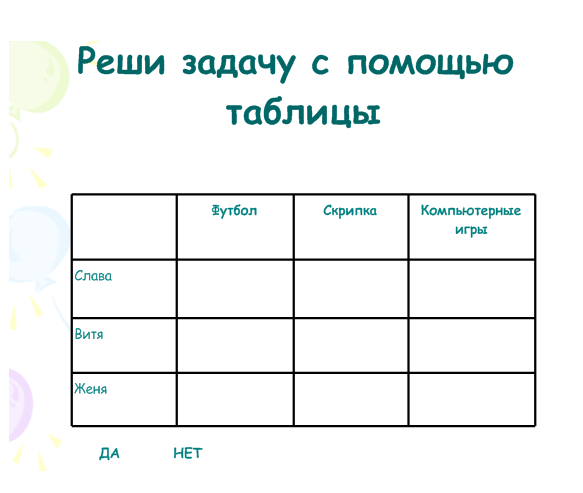 Реши задачу с помощью
таблицы
Футбол Скрипка Компьютерные
игры
Слава
Витя
Женя
ДА НЕТ